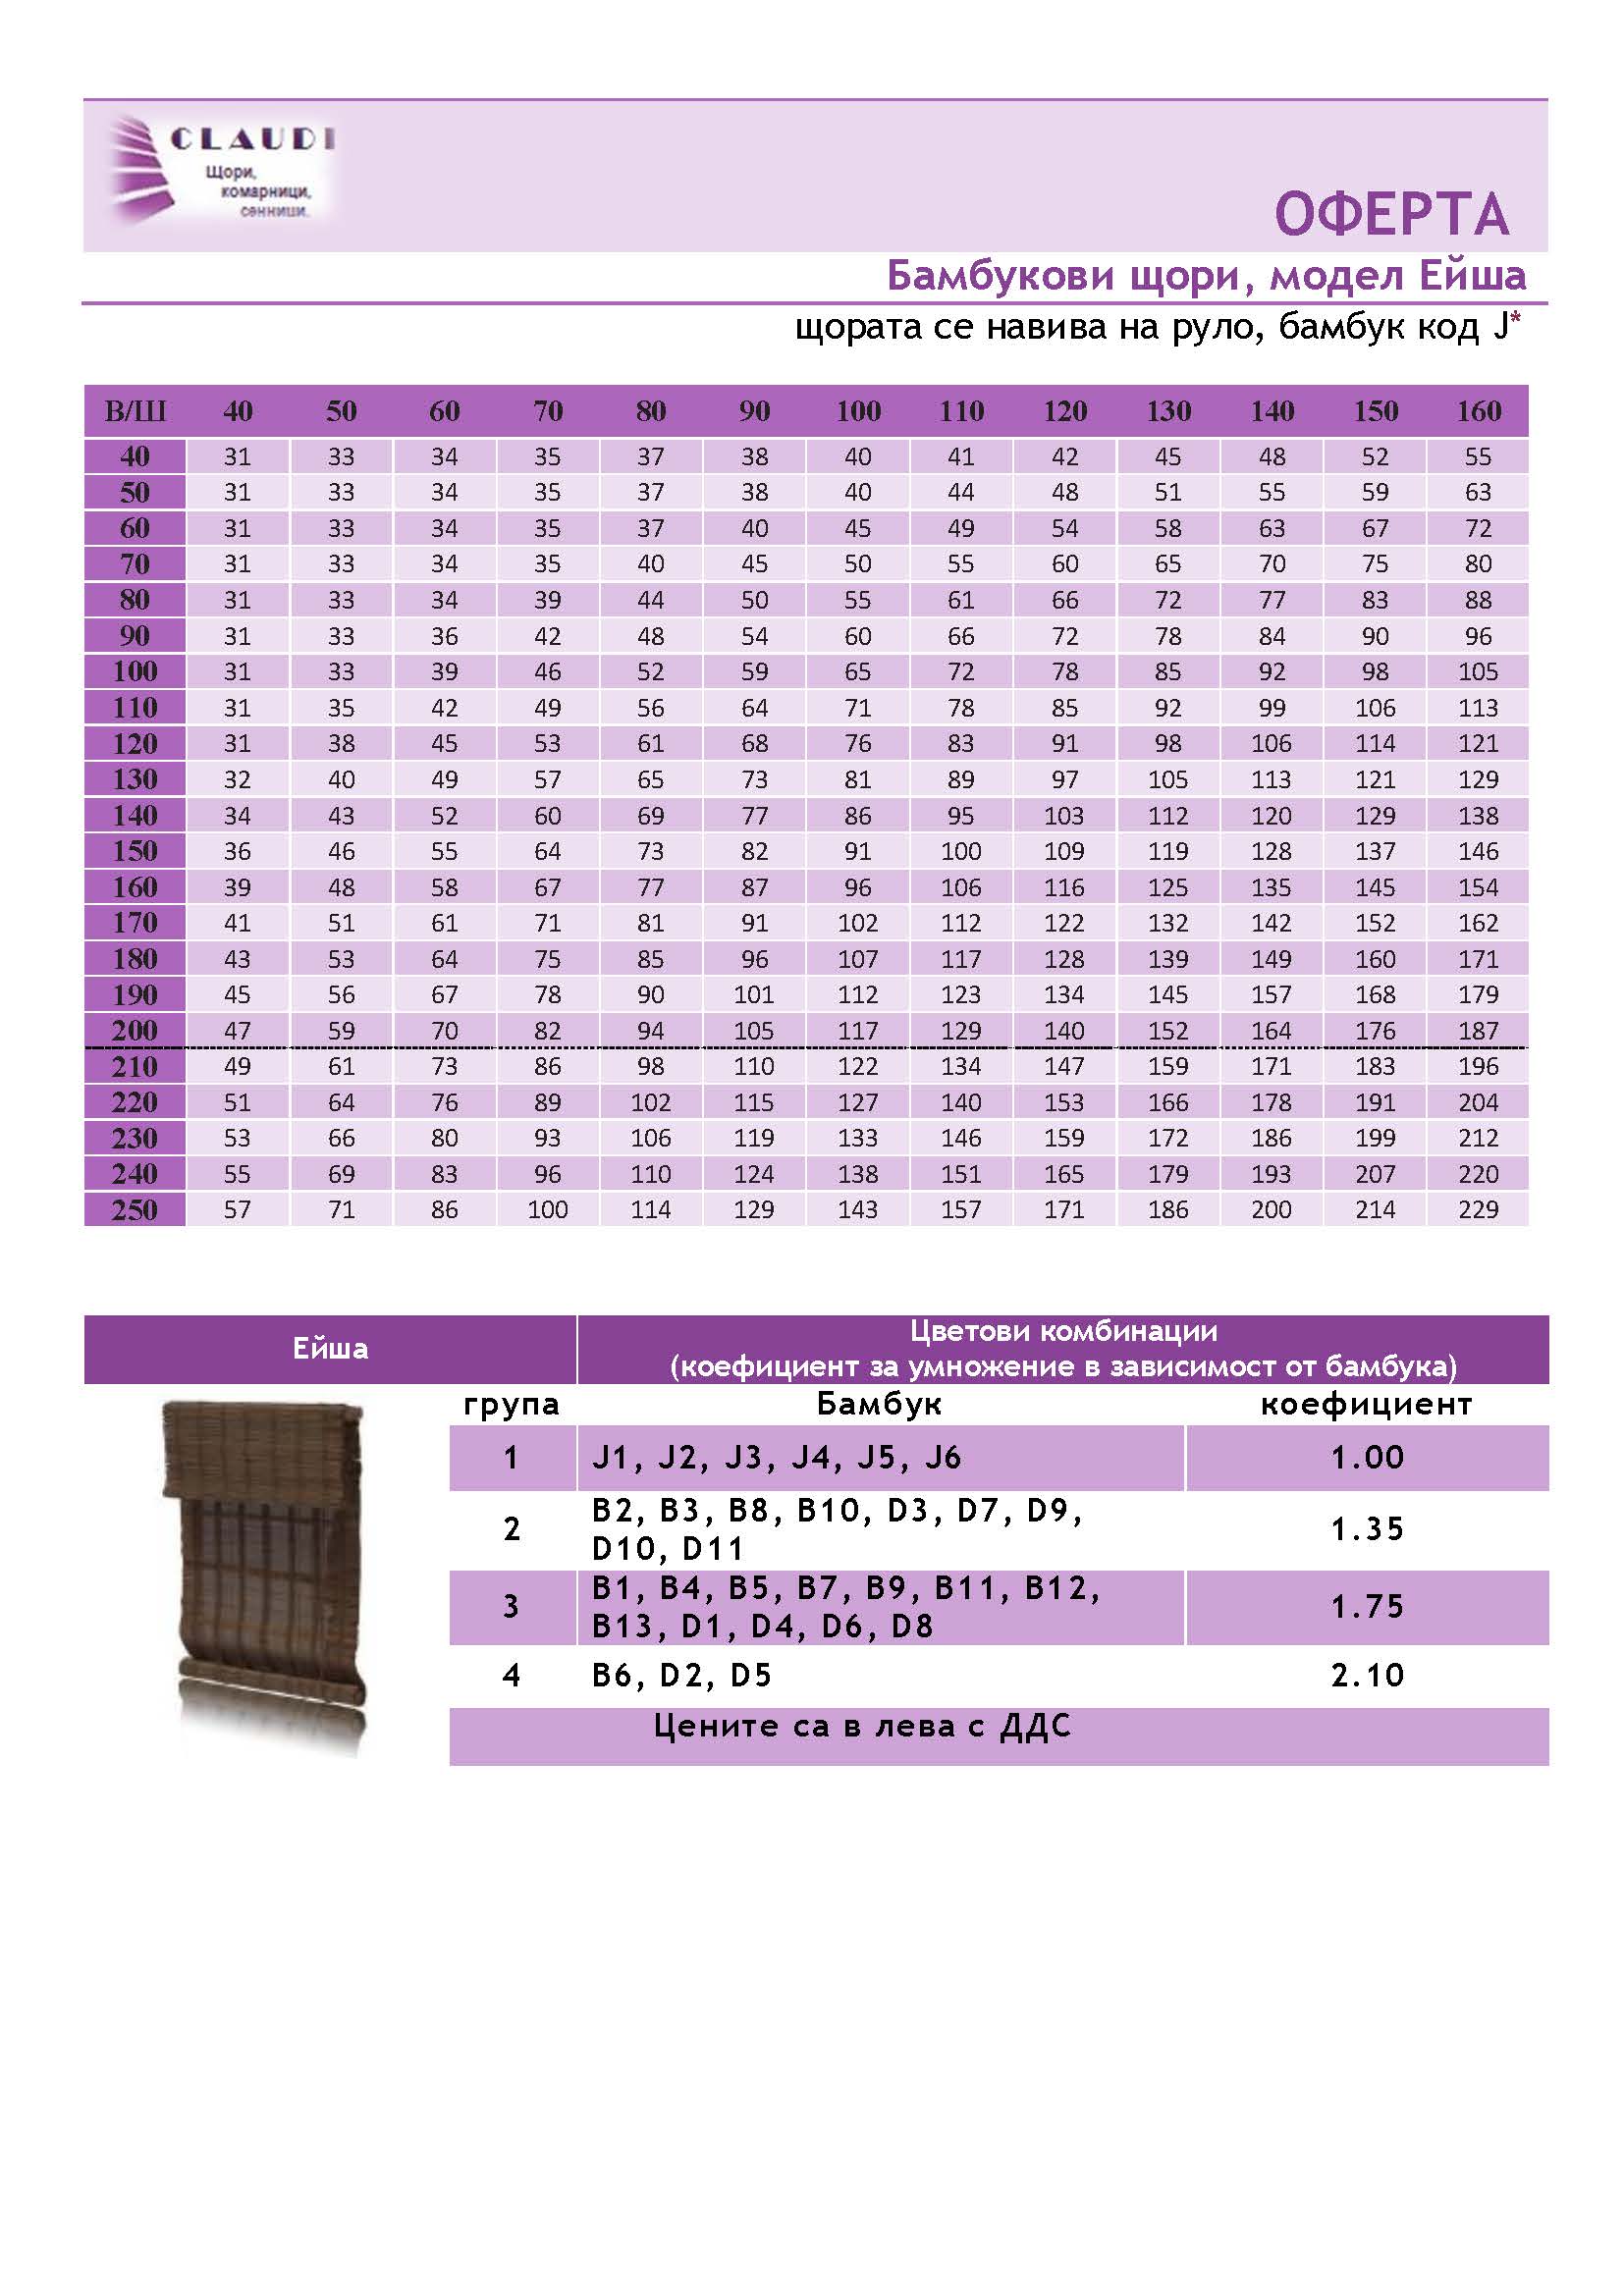 CLAUDI
Щори,
комарници,
сенници.
ОФЕРТА
Бамбукови щори, модел Ейша
щората се навива на руло, бамбук код J*
В/Ш 40 50 60 70 80 90 100 110 120 130 140 150 160
40 31 33 34 35 37 38 40 41 42 45 48 52 55
50 31 33 34 35 37 38 40 44 48 51 55 59 63
60 31 33 34 35 37 40 45 49 54 58 63 67 72
70 31 33 34 35 40 45 50 55 60 65 70 75 80
80 31 33 34 39 44 50 55 61 66 72 77 83 88
90 31 33 36 42 48 54 60 66 72 78 84 90 96
100 31 33 39 46 52 59 65 72 78 85 92 98 105
110 31 35 42 49 56 64 71 78 85 92 99 106 113
120 31 38 45 53 61 68 76 83 91 98 106 114 121
130 32 40 49 57 65 73 81 89 97 105 113 121 129
140 34 43 52 60 69 77 86 95 103 112 120 129 138
150 36 46 55 64 73 82 91 100 109 119 128 137 146
160 39 48 58 67 77 87 96 106 116 125 135 145 154
170 41 51 61 71 81 91 102 112 122 132 142 152 162
180 43 53 64 75 85 96 107 117 128 139 149 160 171
190 45 56 67 78 90 101 112 123 134 145 157 168 179
200 47 59 70 82 94 105 117 129 140 152 164 176 187
210 49 61 73 86 98 110 122 134 147 159 171 183 196
220 51 64 76 89 102 115 127 140 153 166 178 191 204
230 53 66 80 93 106 119 133 146 159 172 186 199 212
240 55 69 83 96 110 124 138 151 165 179 193 207 220
250 57 71 86 100 114 129 143 157 171 186 200 214 229
Ейша
Цветови комбинации
(коефициент за умножение в зависимост от бамбука)
група Бамбук коефициент
1 J1, J2, J3, J4, J5, J6 1.00
2 B2, B3, B8, B10, D3, D7, D9,
D10, D11 1.35
3 B1, B4, B5, B7, B9, B11, B12,
B13, D1, D4, D6, D8 1.75
4 B6, D2, D5 2.10
Цените са в лева с ДДС